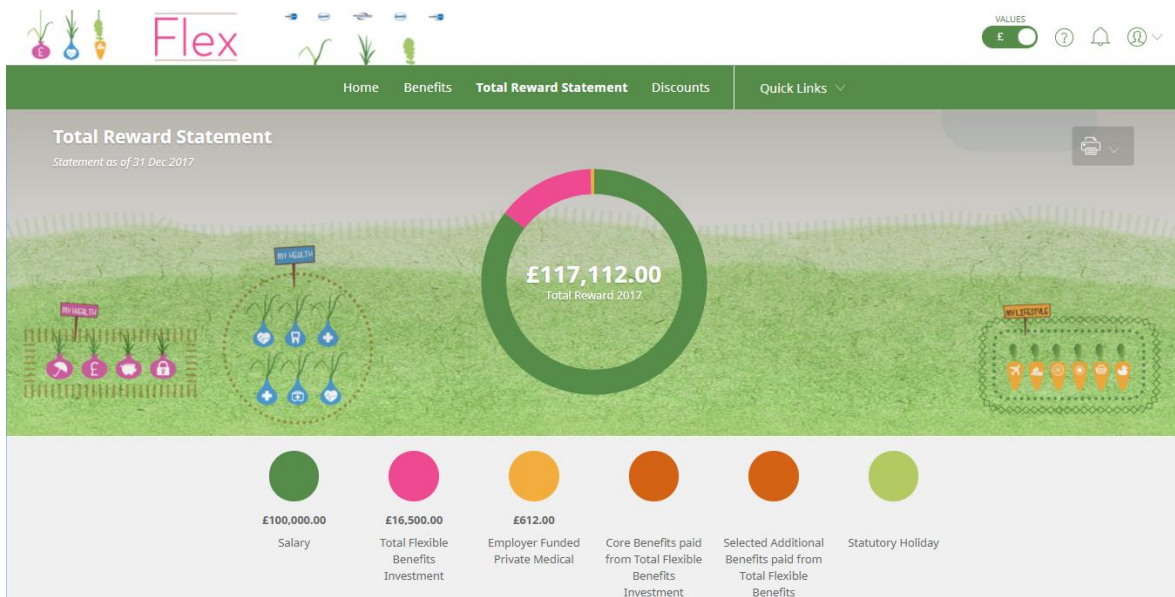 Flex
VALUES
£
Home Benefits Total Reward Statement Discounts Quick Links
Total Reward Statement
Statement as of 31 Dec 2017
£117,112.00
Total Reward 2017
MY HEALTH
MY WEALTH
MY LIFESTYLE
£100,000.00 £16,500.00 £612.00
Salary Total Flexible Employer Funded Core Benefits paid Selected Additional Statutory Holiday
Benefits Private Medical from Total Flexible Benefits paid from
Investment Benefits Total Flexible
Investment Benefits